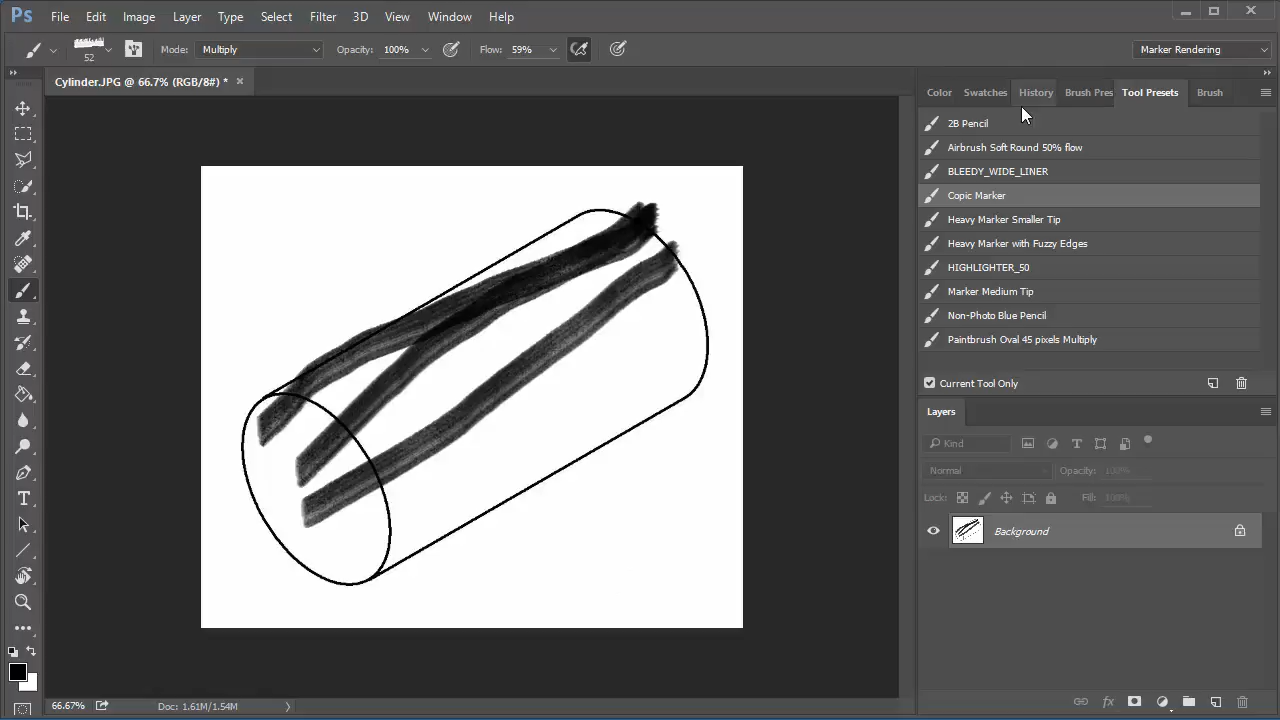 Ps File Edit Image Layer Type Select Filter 3D View Window Help
52 Mode: Multiply Opacity: 100% Flow: 59% Marker Rendering
Cylinder.JPG @ 66.7% (RGB/8#) * ×
Color Swatches History Brush Pres Tool Presets Brush
2B Pencil
Airbrush Soft Round 50% flow
BLEEDY_WIDE_LINER
Copic Marker
Heavy Marker Smaller Tip
Heavy Marker with Fuzzy Edges
HIGHLIGHTER_50
Marker Medium Tip
Non-Photo Blue Pencil
Paintbrush Oval 45 pixels Multiply
Current Tool Only
Layers
Kind
Normal Opacity: 100%
Lock: Fill: 100%
Background
66.67% Doc: 1.61M/1.54M